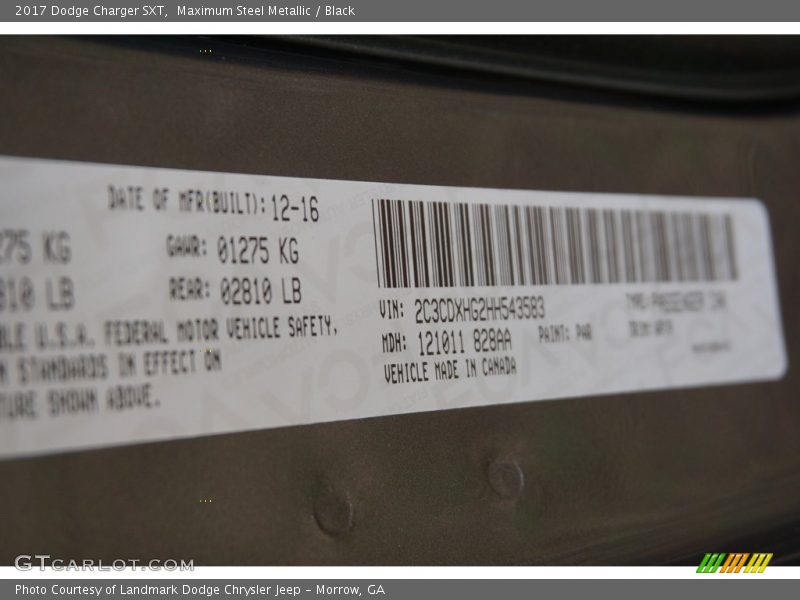 2017 Dodge Charger SXT, Maximum Steel Metallic / Black
DATE OF MFR(BUILT): 12-16
275 KG GAWR: 01275 KG
810 LB REAR: 02810 LB
BLE U.S.A. FEDERAL MOTOR VEHICLE SAFETY,
STANDARDS IN EFFECT ON
TURE SHOWN ABOVE.
VIN: 2C3CDXHG2HH543583 TYPE: PASSENGER CAR
MDH: 121011 828AA PAINT: PAR
VEHICLE MADE IN CANADA
GTCARLOT.COM
Photo Courtesy of Landmark Dodge Chrysler Jeep – Morrow, GA